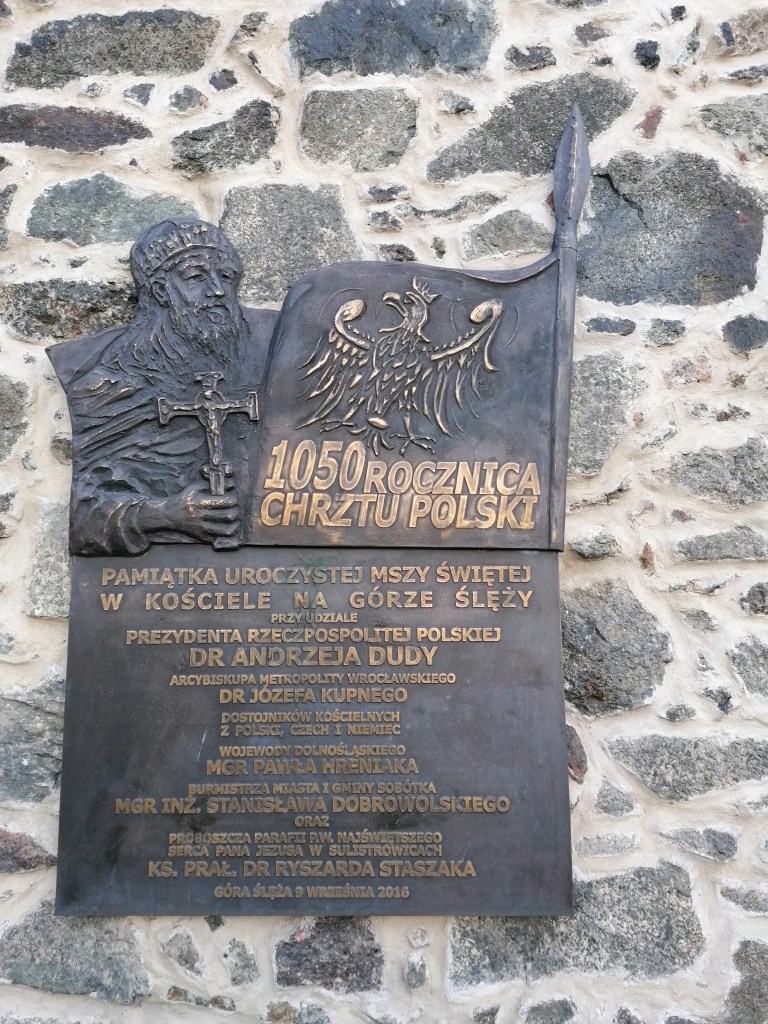 1050 ROCZNICA
CHRZTU POLSKI
PAMIĄTKA UROCZYSTEJ MSZY ŚWIĘTEJ
W KOŚCIELE NA GÓRZE ŚLĘŻY
PRZY UDZIALE
PREZYDENTA RZECZPOSPOLITEJ POLSKIEJ
DR ANDRZEJA DUDY
ARCYBISKUPA METROPOLITY WROCŁAWSKIEGO
DR JÓZEFA KUPNEGO
DOSTOJNIKÓW KOŚCIELNYCH
Z POLSKI, CZECH I NIEMIEC
WOJEWODY DOLNOŚLĄSKIEGO
MGR PAWŁA HRENIAKA
BURMISTRZA MIASTA I GMINY SOBÓTKA
MGR INŻ. STANISŁAWA DOBROWOLSKIEGO
ORAZ
PROBOSZCZA PARAFII P.W. NAJŚWIĘTSZEGO
SERCA PANA JEZUSA W SULISTROWICACH
KS. PRAŁ. DR RYSZARDA STASZAKA
GÓRA ŚLĘŻA 9 WRZEŚNIA 2016